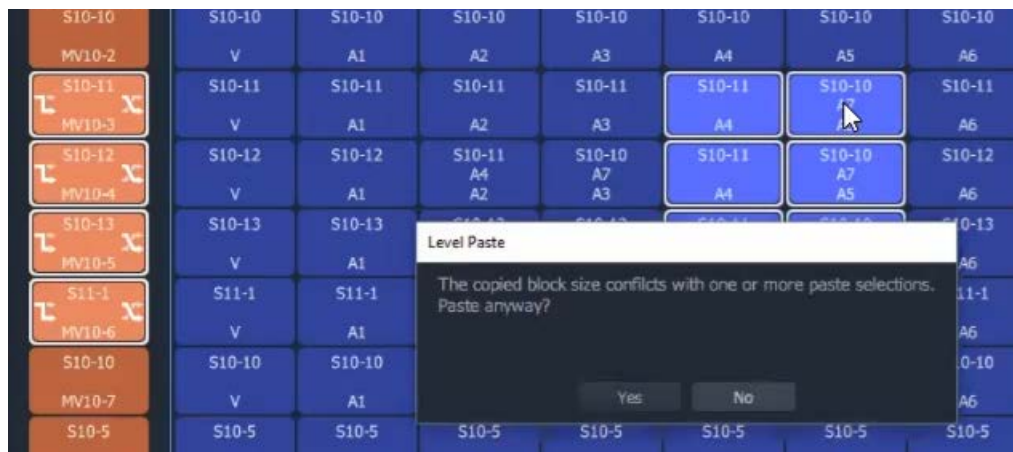 S10-10 S10-10 S10-10 S10-10 S10-10 S10-10 S10-10 S10-10
MV10-2 V A1 A2 A3 A4 A5 A6
S10-11 S10-11 S10-11 S10-11 S10-11 S10-11 S10-10 S10-11
A7
MV10-3 V A1 A2 A3 A4 A6
S10-12 S10-12 S10-12 S10-11 S10-10 S10-11 S10-10 S10-12
A4 A7 A7
MV10-4 V A1 A2 A3 A4 A5 A6
S10-13 S10-13 S10-13
Level Paste
MV10-5 V A1 A6
The copied block size confilcts with one or more paste selections.
Paste anyway?
S11-1 S11-1 S11-1
MV10-6 V A1 A6
S10-10 S10-10 S10-10
MV10-7 V A1 A6
Yes No
S10-5 S10-5 S10-5 S10-5 S10-5 S10-5 S10-5 S10-5